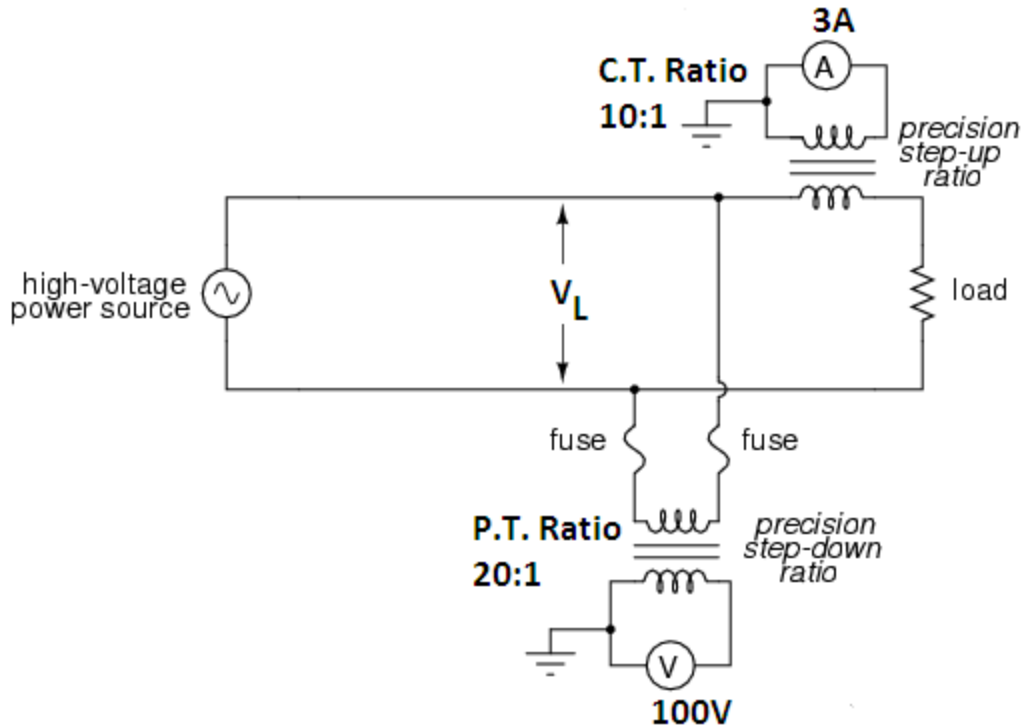 3A
C.T. Ratio
10:1
A
precision
step-up
ratio
high-voltage
power source
VL
load
fuse
fuse
P.T. Ratio
20:1
precision
step-down
ratio
V
100V